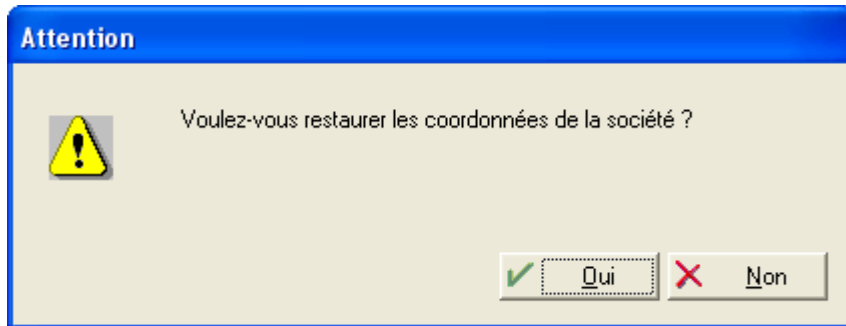 Attention
Voulez-vous restaurer les coordonnées de la société ?
Oui
Non